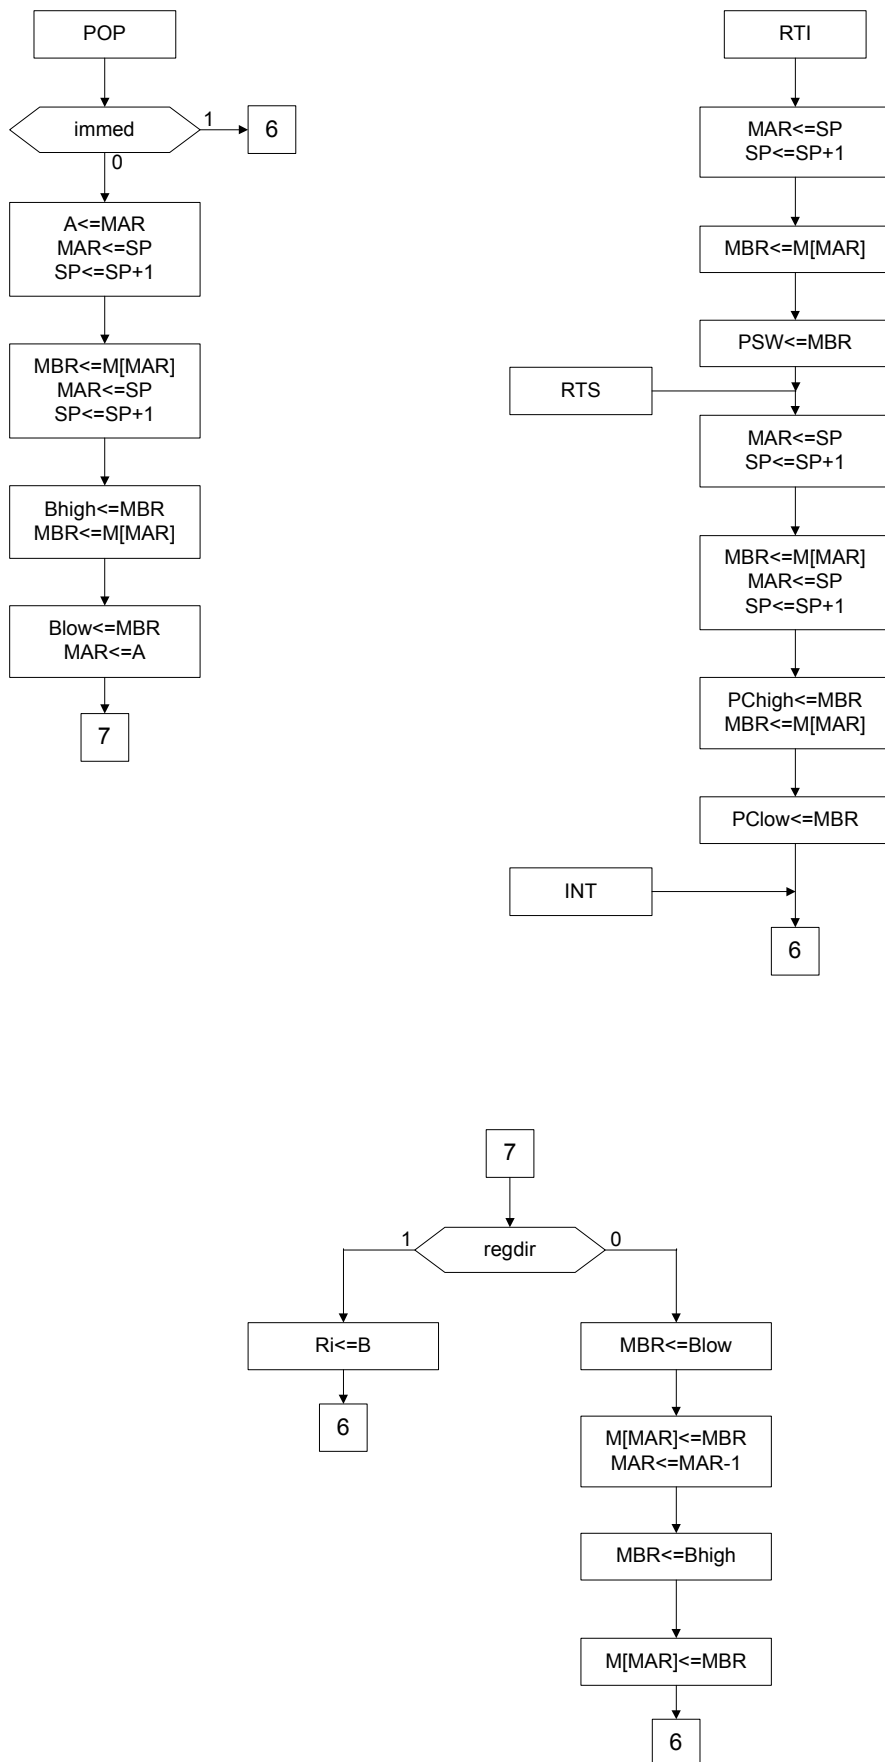 POP
immed
1
6
0
A<=MAR
MAR<=SP
SP<=SP+1
MBR<=M[MAR]
MAR<=SP
SP<=SP+1
Bhigh<=MBR
MBR<=M[MAR]
Blow<=MBR
MAR<=A
7
RTI
MAR<=SP
SP<=SP+1
MBR<=M[MAR]
PSW<=MBR
RTS
MAR<=SP
SP<=SP+1
MBR<=M[MAR]
MAR<=SP
SP<=SP+1
PChigh<=MBR
MBR<=M[MAR]
PClow<=MBR
INT
6
7
1
regdir
0
Ri<=B
6
MBR<=Blow
M[MAR]<=MBR
MAR<=MAR-1
MBR<=Bhigh
M[MAR]<=MBR
6